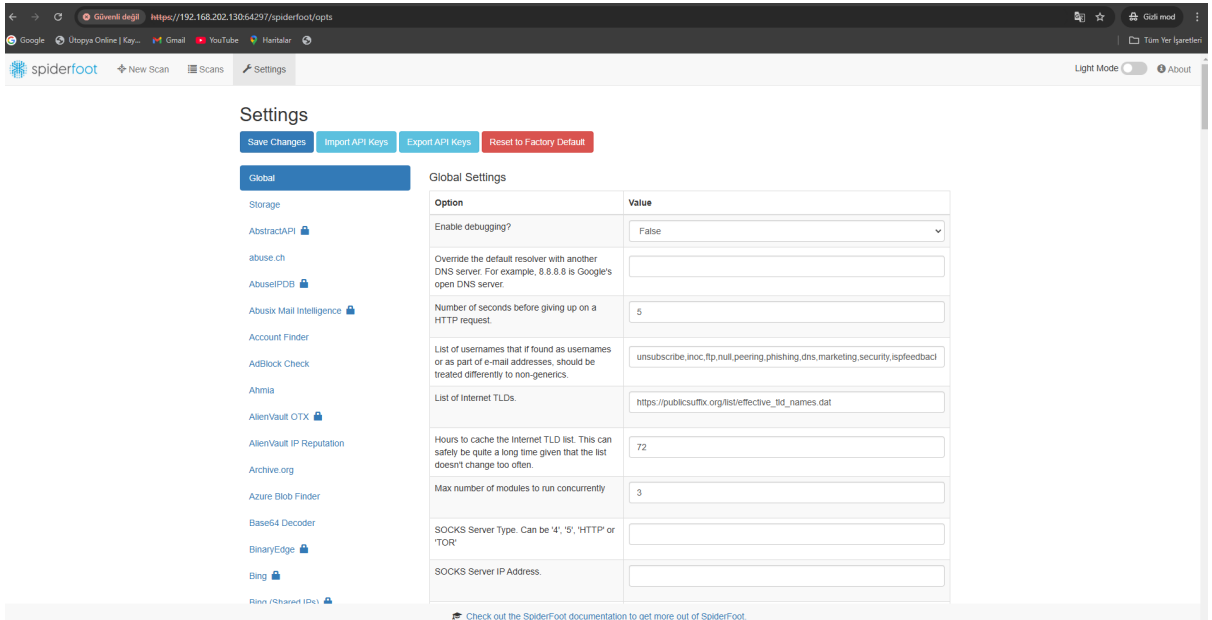 Güvenli değil https://192.168.202.130:64297/spiderfoot/opts
Gizli mod
Google Ütopya Online | Kay... Gmail YouTube Haritalar
Tüm Yer İşaretleri
spiderfoot New Scan Scans Settings
Light Mode About
Settings
Save Changes Import API Keys Export API Keys Reset to Factory Default
Global
Storage
AbstractAPI
abuse.ch
AbuseIPDB
Abusix Mail Intelligence
Account Finder
AdBlock Check
Ahmia
AlienVault OTX
AlienVault IP Reputation
Archive.org
Azure Blob Finder
Base64 Decoder
BinaryEdge
Bing
Bing (Shared IPs)
Global Settings
Option Value
Enable debugging? False
Override the default resolver with another
DNS server. For example, 8.8.8.8 is Google's
open DNS server.
Number of seconds before giving up on a
HTTP request.
5
List of usernames that if found as usernames
or as part of e-mail addresses, should be
treated differently to non-generics.
unsubscribe,inoc,ftp,null,peering,phishing,dns,marketing,security,ispfeedback
List of Internet TLDs.
https://publicsuffix.org/list/effective_tld_names.dat
Hours to cache the Internet TLD list. This can
safely be quite a long time given that the list
doesn't change too often.
72
Max number of modules to run concurrently
3
SOCKS Server Type. Can be '4', '5', 'HTTP' or
'TOR'
SOCKS Server IP Address.
Check out the SpiderFoot documentation to get more out of SpiderFoot.